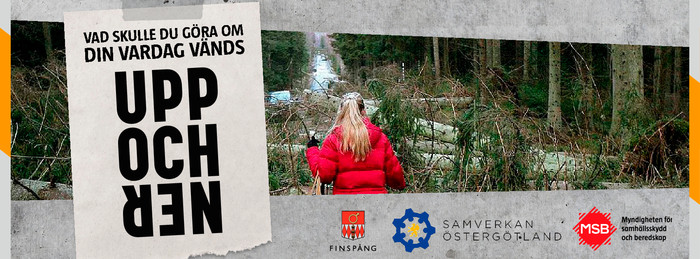 VAD SKULLE DU GÖRA OM
DIN VARDAG VÄNDS
UPP
OCH
NER
FINSPÅNG
SAMVERKAN
ÖSTERGÖTLAND
MSB
Myndigheten för
samhällsskydd
och beredskap